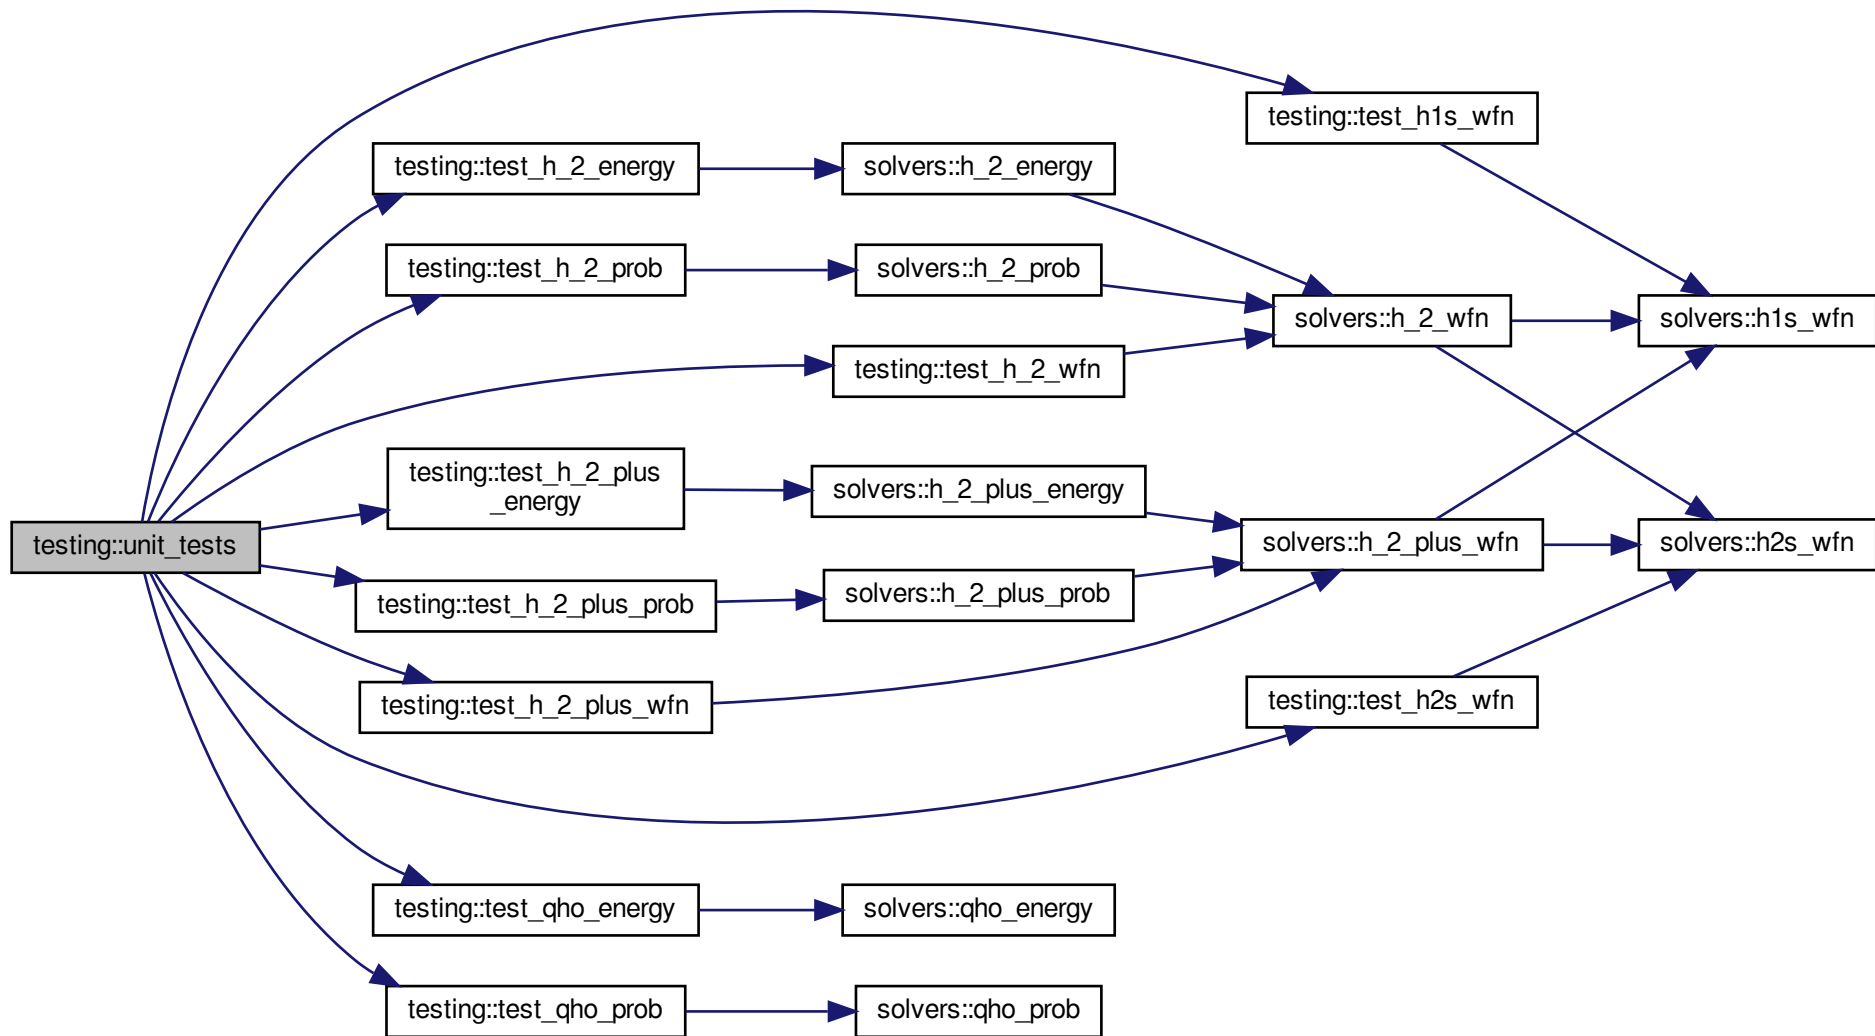 testing::test_h1s_wfn
testing::test_h_2_energy
solvers::h_2_energy
testing::test_h_2_prob
solvers::h_2_prob
solvers::h_2_wfn
solvers::h1s_wfn
testing::test_h_2_wfn
testing::test_h_2_plus
_energy
solvers::h_2_plus_energy
testing::unit_tests
solvers::h_2_plus_wfn
solvers::h2s_wfn
testing::test_h_2_plus_prob
solvers::h_2_plus_prob
testing::test_h_2_plus_wfn
testing::test_h2s_wfn
testing::test_qho_energy
solvers::qho_energy
testing::test_qho_prob
solvers::qho_prob